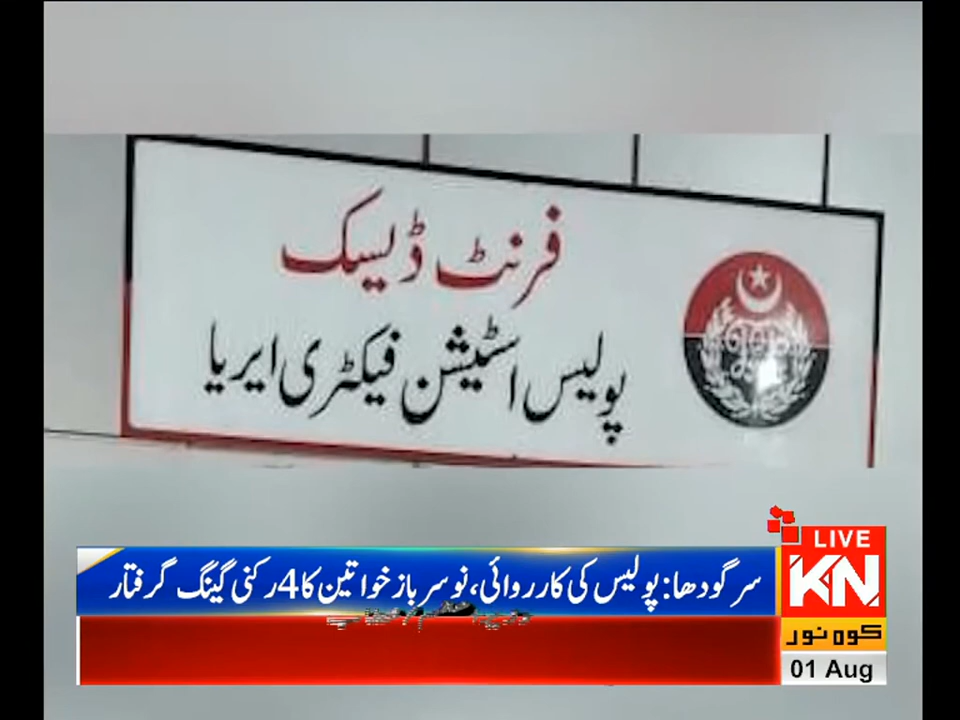 فرنٹ ڈیسک
پولیس اسٹیشن فیکٹری ایریا
LIVE
KN
کوہ نور
01 Aug
سرگودھا: پولیس کی کارروائی، نوسرباز خواتین کا 4 رکنی گینگ گرفتار